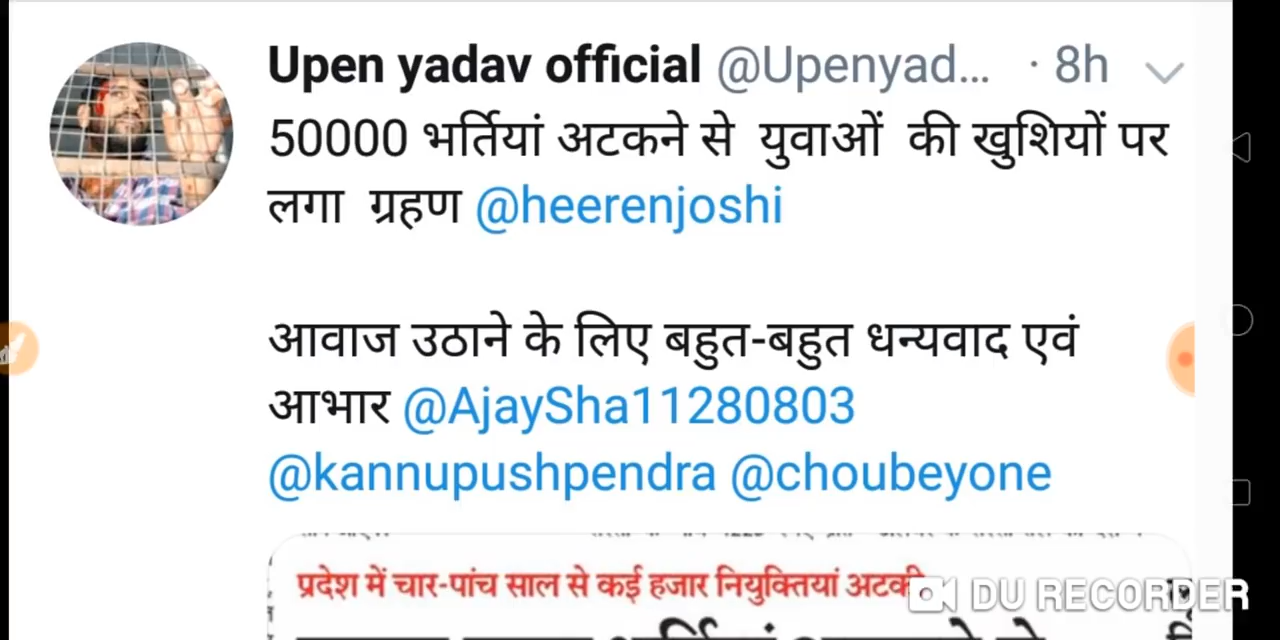 Upen yadav official @Upenyad... · 8h
50000 भर्तियां अटकने से युवाओं की खुशियों पर
लगा ग्रहण @heerenjoshi
आवाज उठाने के लिए बहुत-बहुत धन्यवाद एवं
आभार @AjaySha11280803
@kannupushpendra @choubeyone
प्रदेश में चार-पांच साल से कई हजार नियुक्तियां अटकी
DU RECORDER